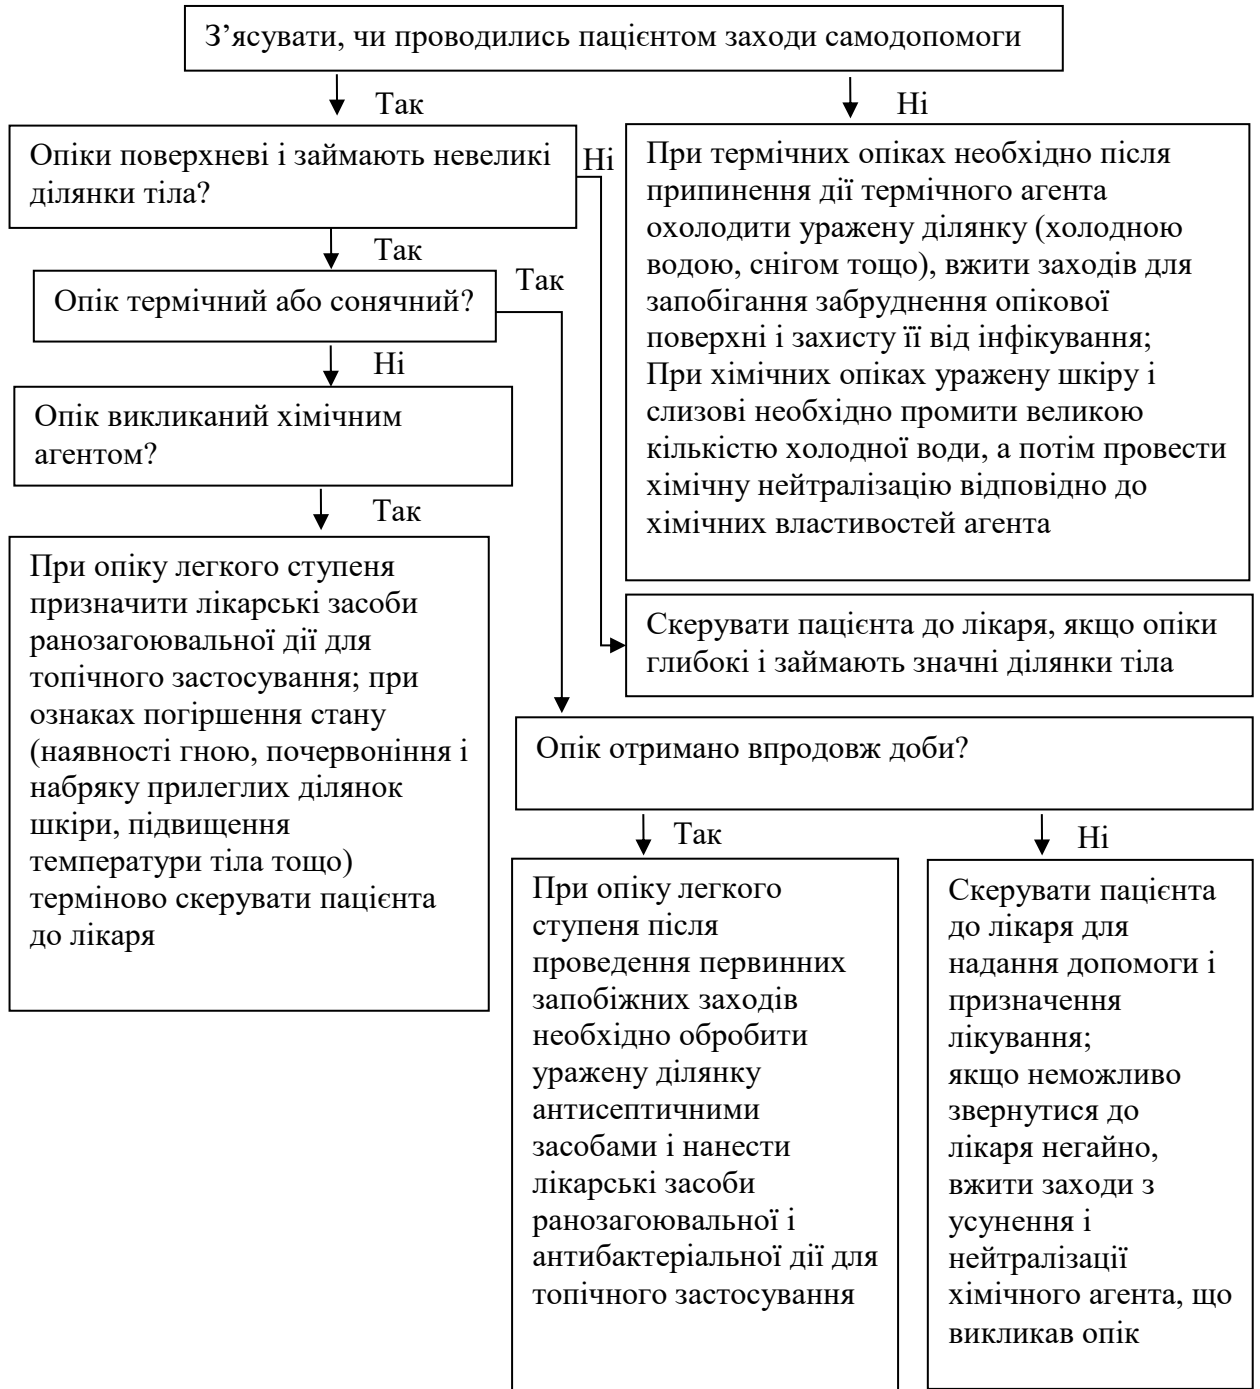 З’ясувати, чи проводились пацієнтом заходи самодопомоги
Так
Ні
Опіки поверхневі і займають невеликі
ділянки тіла?
Ні
При термічних опіках необхідно після
припинення дії термічного агента
охолодити уражену ділянку (холодною
водою, снігом тощо), вжити заходів для
запобігання забруднення опікової
поверхні і захисту її від інфікування;
При хімічних опіках уражену шкіру і
слизові необхідно промити великою
кількістю холодної води, а потім провести
хімічну нейтралізацію відповідно до
хімічних властивостей агента
Так
Опік термічний або сонячний?
Так
Ні
Опік викликаний хімічним
агентом?
Так
При опіку легкого ступеня
призначити лікарські засоби
ранозагоювальної дії для
топічного застосування; при
ознаках погіршення стану
(наявності гною, почервоніння і
набряку прилеглих ділянок
шкіри, підвищення
температури тіла тощо)
терміново скерувати пацієнта
до лікаря
Скерувати пацієнта до лікаря, якщо опіки
глибокі і займають значні ділянки тіла
Опік отримано впродовж доби?
Так
Ні
При опіку легкого
ступеня після
проведення первинних
запобіжних заходів
необхідно обробити
уражену ділянку
антисептичними
засобами і нанести
лікарські засоби
ранозагоювальної і
антибактеріальної дії для
топічного застосування
Скерувати пацієнта
до лікаря для
надання допомоги і
призначення
лікування;
якщо неможливо
звернутися до
лікаря негайно,
вжити заходи з
усунення і
нейтралізації
хімічного агента, що
викликав опік